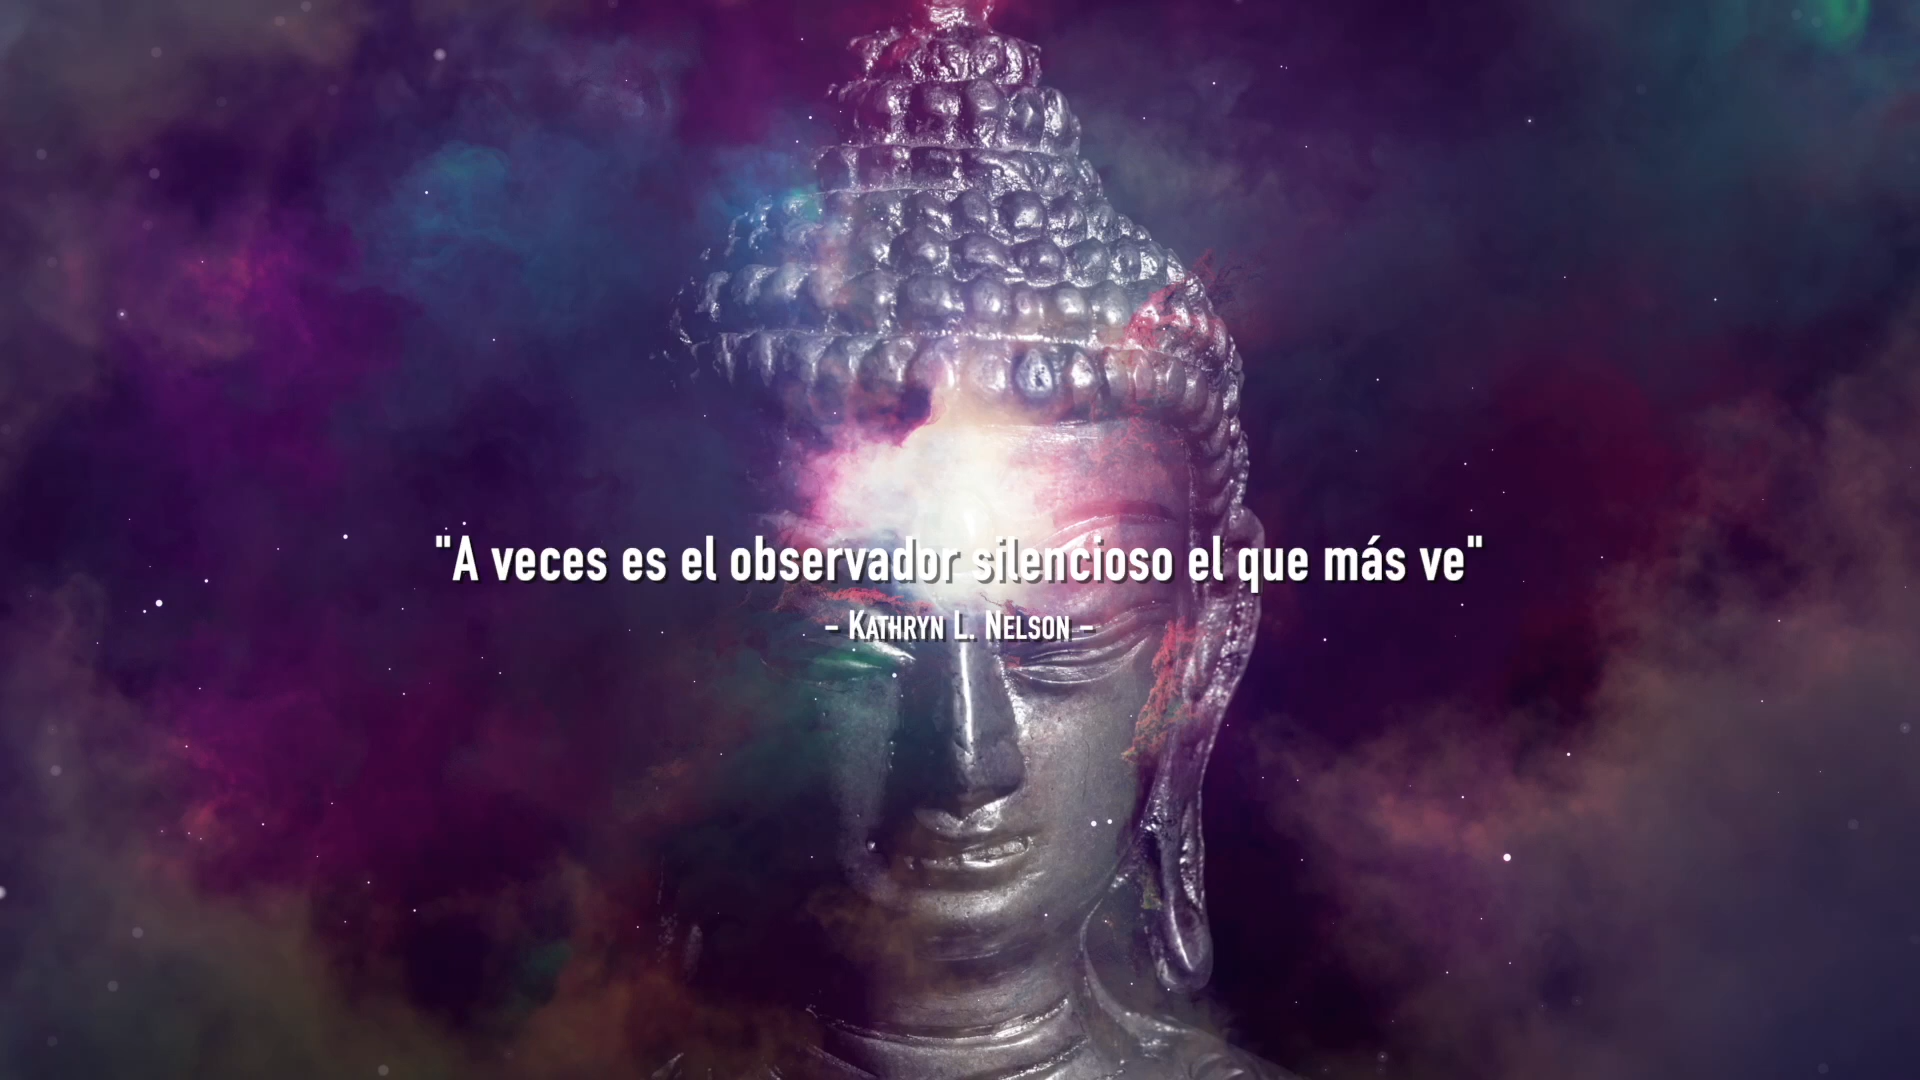 "A veces es el observador silencioso el que más ve"
– Kathryn L. Nelson –